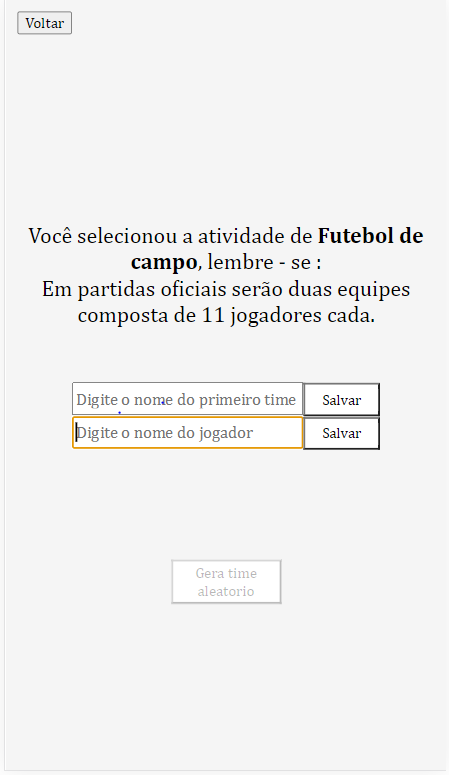 Voltar
Você selecionou a atividade de Futebol de
campo, lembre - se :
Em partidas oficiais serão duas equipes
composta de 11 jogadores cada.
Digite o nome do primeiro time Salvar
Digite o nome do jogador Salvar
Gera time
aleatorio